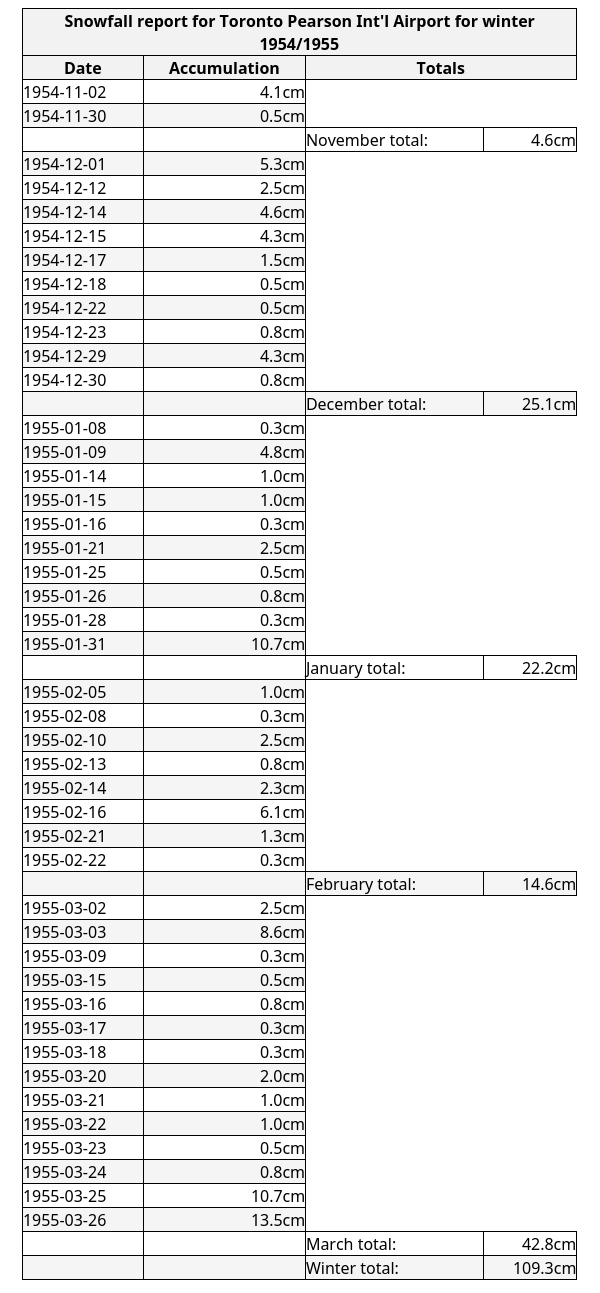 Snowfall report for Toronto Pearson Int'l Airport for winter
1954/1955
Date Accumulation Totals
1954-11-02 4.1cm
1954-11-30 0.5cm
November total: 4.6cm
1954-12-01 5.3cm
1954-12-12 2.5cm
1954-12-14 4.6cm
1954-12-15 4.3cm
1954-12-17 1.5cm
1954-12-18 0.5cm
1954-12-22 0.5cm
1954-12-23 0.8cm
1954-12-29 4.3cm
1954-12-30 0.8cm
December total: 25.1cm
1955-01-08 0.3cm
1955-01-09 4.8cm
1955-01-14 1.0cm
1955-01-15 1.0cm
1955-01-16 0.3cm
1955-01-21 2.5cm
1955-01-25 0.5cm
1955-01-26 0.8cm
1955-01-28 0.3cm
1955-01-31 10.7cm
January total: 22.2cm
1955-02-05 1.0cm
1955-02-08 0.3cm
1955-02-10 2.5cm
1955-02-13 0.8cm
1955-02-14 2.3cm
1955-02-16 6.1cm
1955-02-21 1.3cm
1955-02-22 0.3cm
February total: 14.6cm
1955-03-02 2.5cm
1955-03-03 8.6cm
1955-03-09 0.3cm
1955-03-15 0.5cm
1955-03-16 0.8cm
1955-03-17 0.3cm
1955-03-18 0.3cm
1955-03-20 2.0cm
1955-03-21 1.0cm
1955-03-22 1.0cm
1955-03-23 0.5cm
1955-03-24 0.8cm
1955-03-25 10.7cm
1955-03-26 13.5cm
March total: 42.8cm
Winter total: 109.3cm